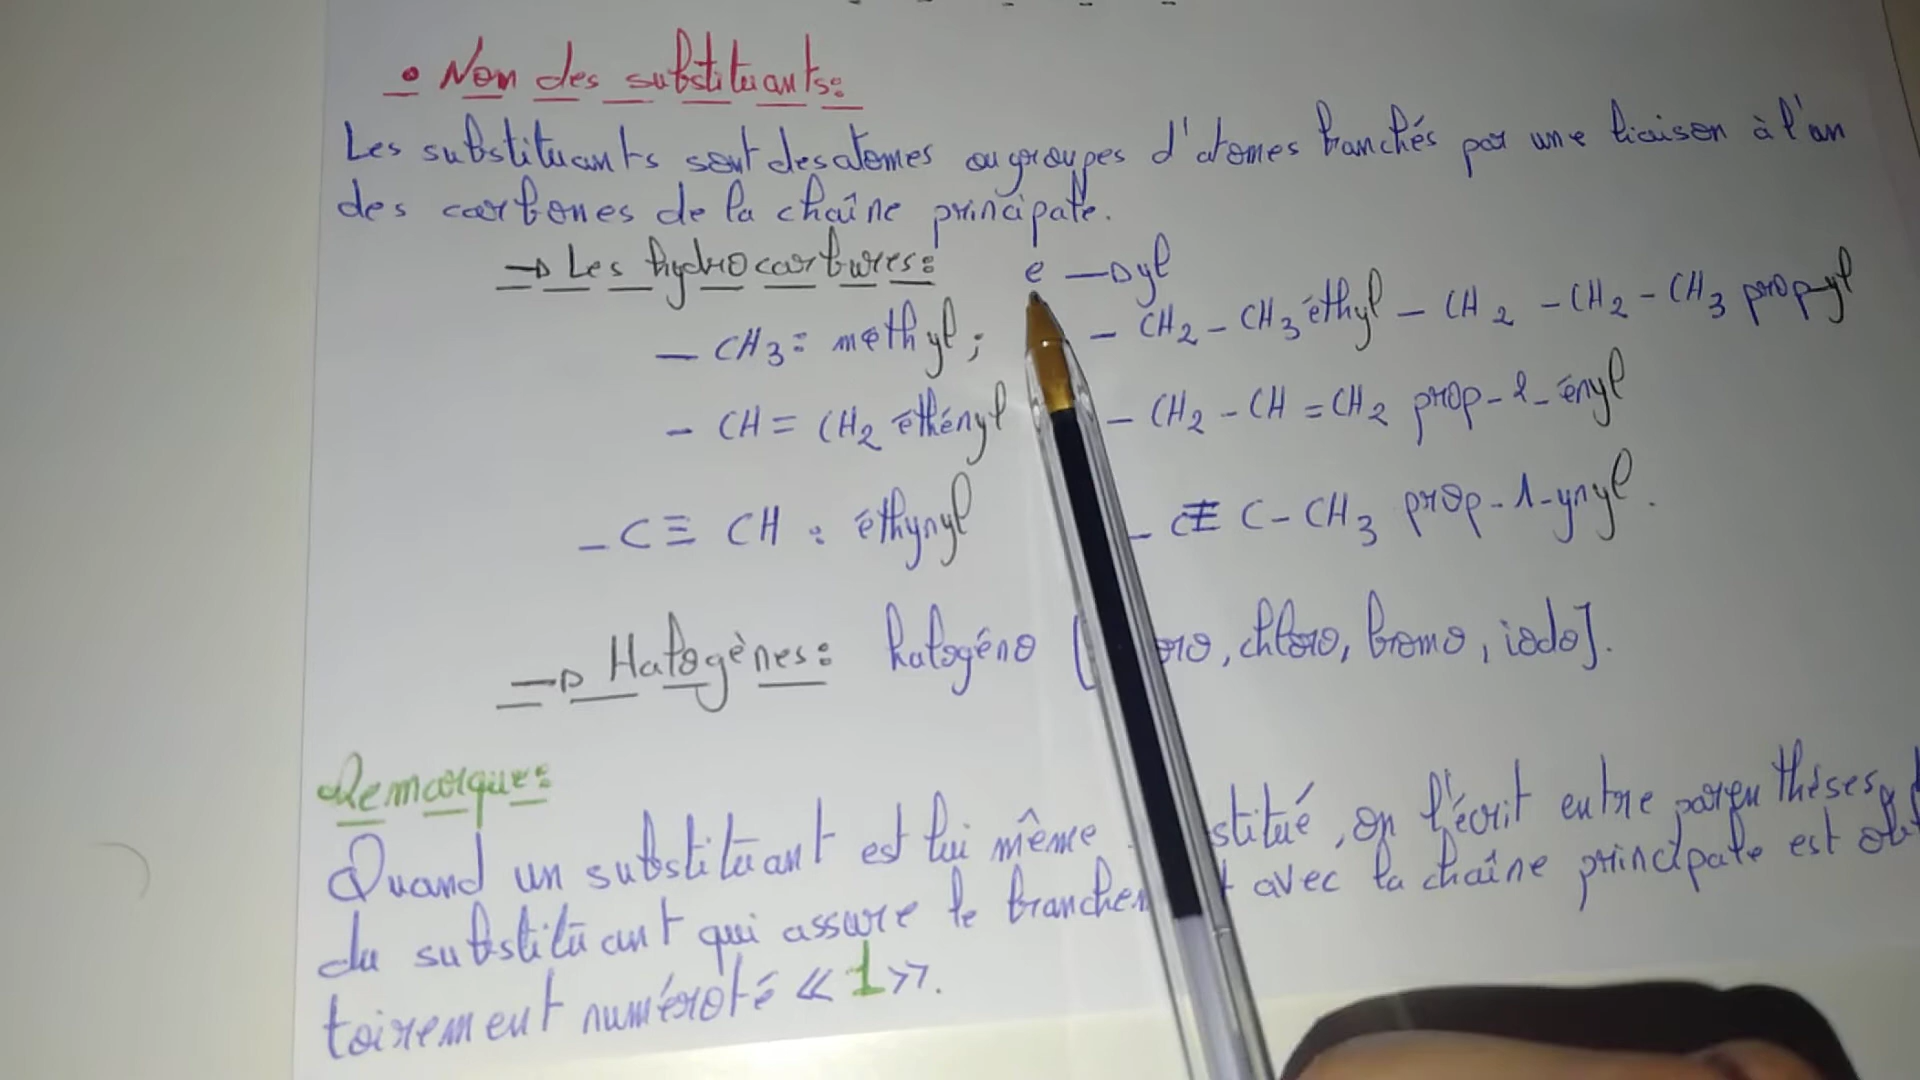 • Nom des substituants:
Les substituants sont des atomes ou groupes d'atomes branchés par une liaison à l'un
des carbones de la chaîne principale.
→ Les hydrocarbures: e → yl
- CH3: méthyl; - CH2 - CH3 éthyl - CH2 - CH2 - CH3 propyl
- CH = CH2 éthényl - CH2 - CH = CH2 prop-2-ényl
- C ≡ CH : éthynyl - C ≡ C - CH3 prop-1-ynyl.
→ Halogènes: halogéno [ oro, chloro, bromo, iodo].
Remarque:
Quand un substituant est lui même stitué, on l'écrit entre parenthèses,
du substituant qui assure le avec la chaîne principale est
toirement numéroté « 1 ».